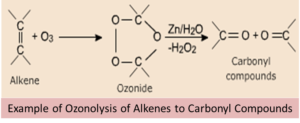 C
C
+ O3
O
C
O
O
C
Zn/H2O
-H2O2
C=O + O=C
Alkene
Ozonide
Carbonyl
compounds
Example of Ozonolysis of Alkenes to Carbonyl Compounds